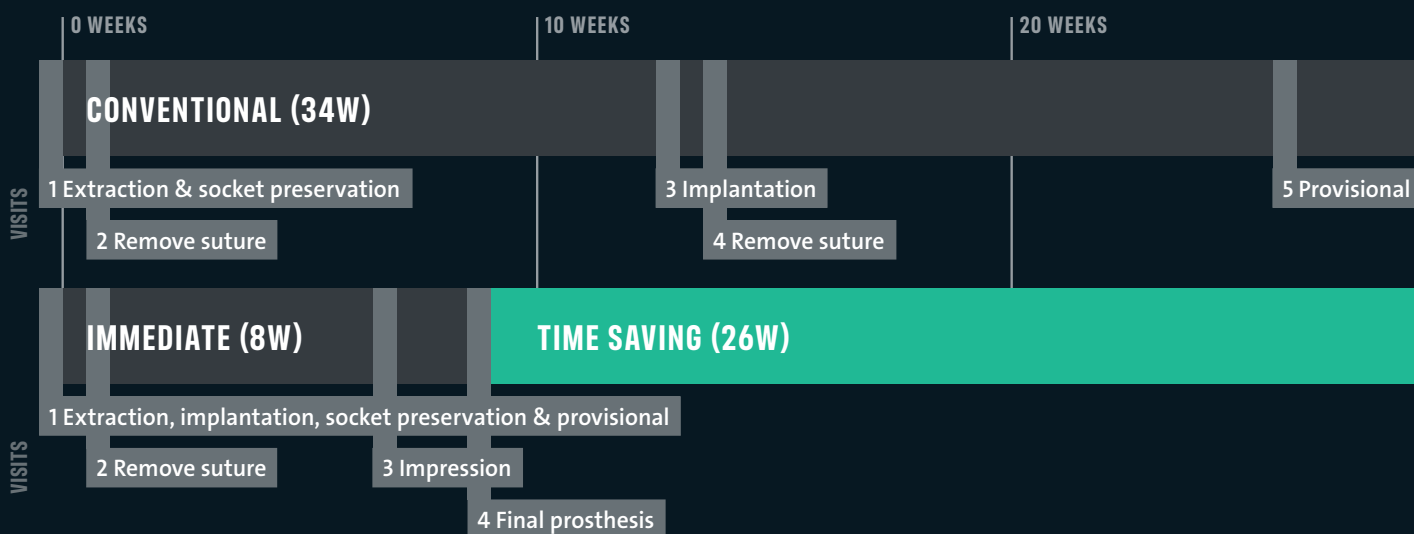 0 WEEKS
10 WEEKS
20 WEEKS
CONVENTIONAL (34W)
VISITS
1 Extraction & socket preservation
3 Implantation
5 Provisional
2 Remove suture
4 Remove suture
IMMEDIATE (8W)
TIME SAVING (26W)
VISITS
1 Extraction, implantation, socket preservation & provisional
2 Remove suture
3 Impression
4 Final prosthesis